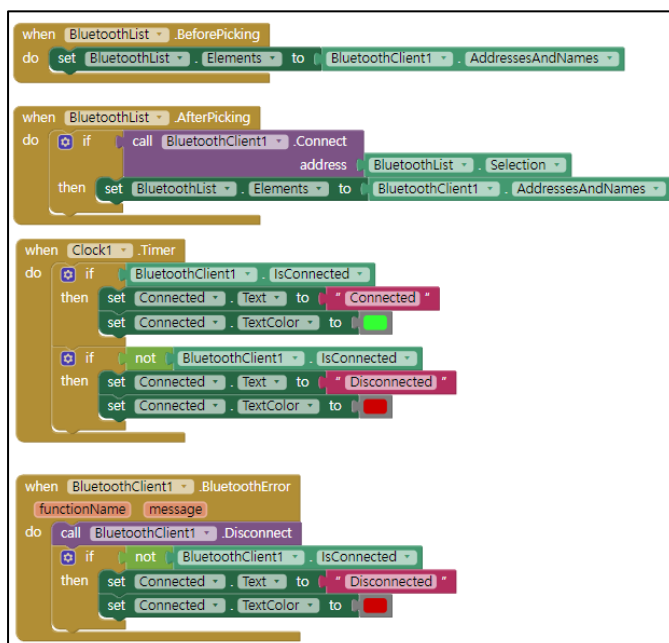 when BluetoothList .BeforePicking
do set BluetoothList . Elements to BluetoothClient1 . AddressesAndNames
when BluetoothList .AfterPicking
do if call BluetoothClient1 .Connect
address BluetoothList . Selection
then set BluetoothList . Elements to BluetoothClient1 . AddressesAndNames
when Clock1 .Timer
do if BluetoothClient1 . IsConnected
then set Connected . Text to " Connected "
set Connected . TextColor to
if not BluetoothClient1 . IsConnected
then set Connected . Text to " Disconnected "
set Connected . TextColor to
when BluetoothClient1 .BluetoothError
functionName message
do call BluetoothClient1 .Disconnect
if not BluetoothClient1 . IsConnected
then set Connected . Text to " Disconnected "
set Connected . TextColor to